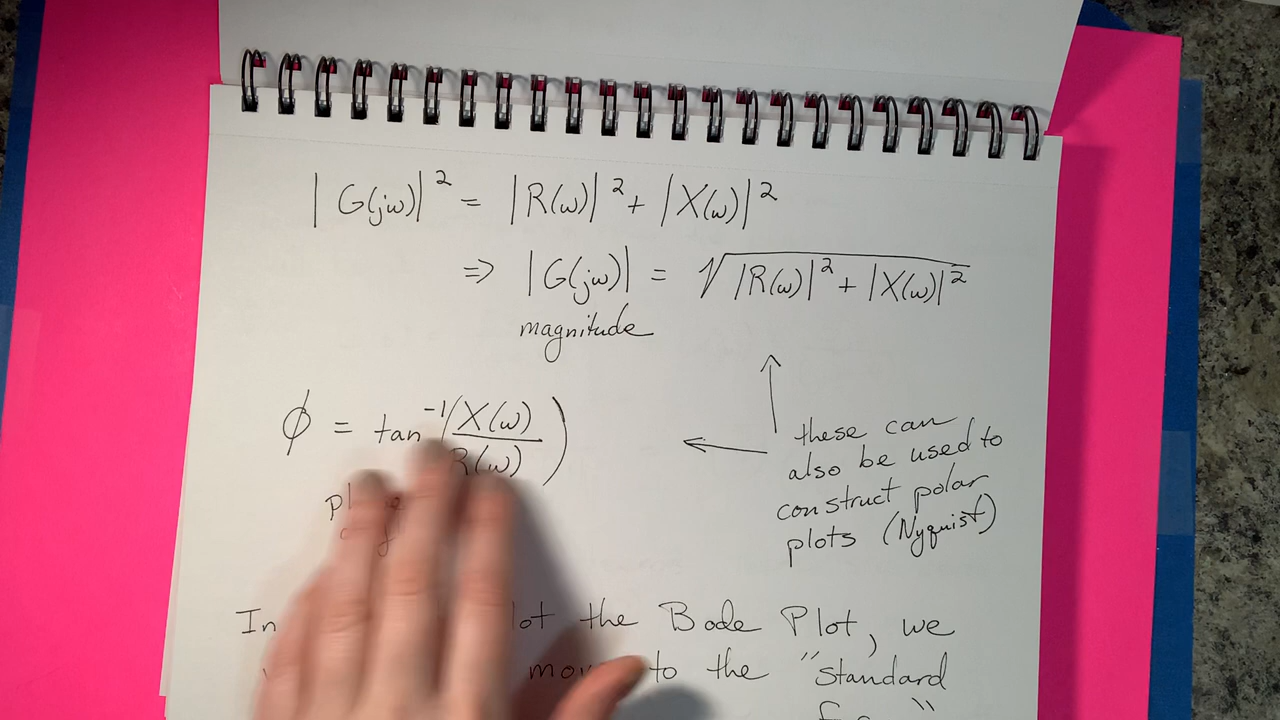 |G(jω)|² = |R(ω)|² + |X(ω)|²
⇒ |G(jω)| = √|R(ω)|² + |X(ω)|²
magnitude
ϕ = tan⁻¹(X(ω)/R(ω))
these can
also be used to
construct polar
plots (Nyquist)
In the Bode Plot, we
to the "standard